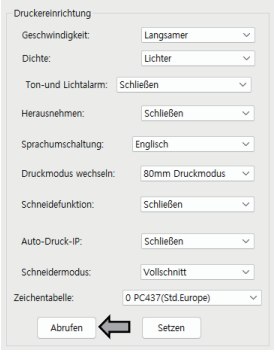 Druckereinrichtung
Geschwindigkeit: Langsamer
Dichte: Lichter
Ton-und Lichtalarm: Schließen
Herausnehmen: Schließen
Sprachumschaltung: Englisch
Druckmodus wechseln: 80mm Druckmodus
Schneidefunktion: Schließen
Auto-Druck-IP: Schließen
Schneidermodus: Vollschnitt
Zeichentabelle: 0 PC437(Std.Europe)
Abrufen Setzen